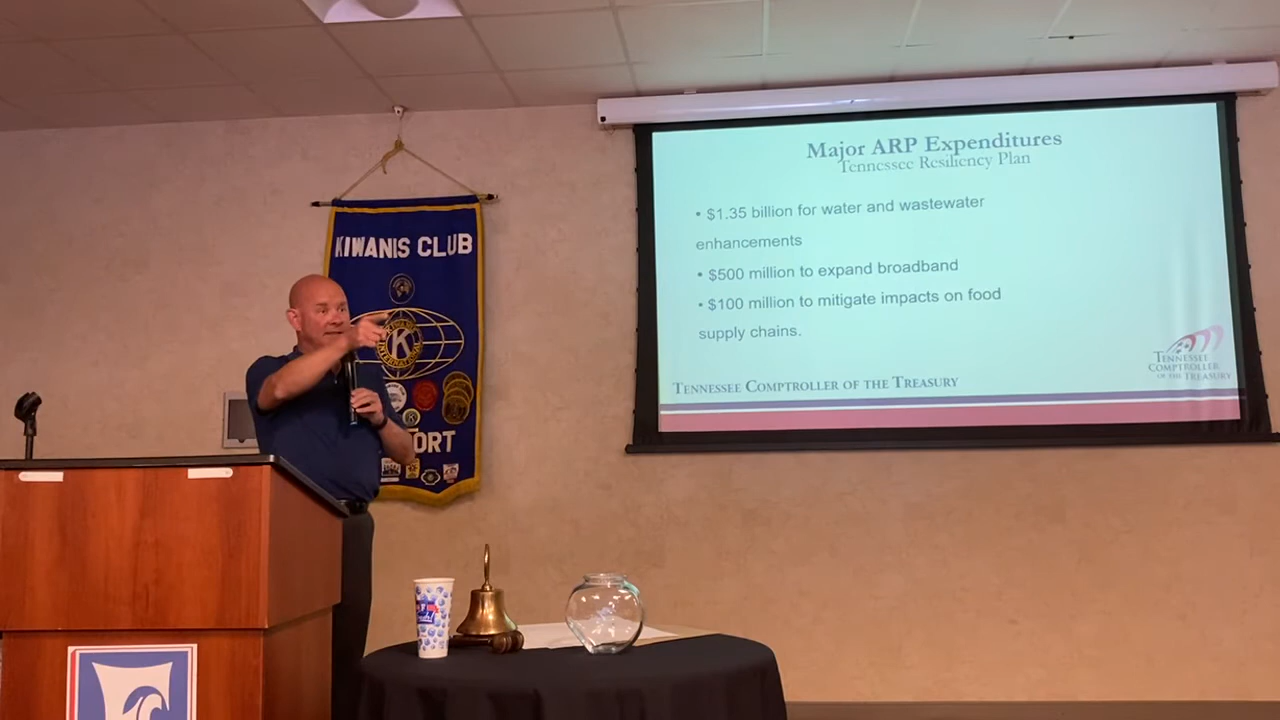 Major ARP Expenditures
Tennessee Resiliency Plan
• $1.35 billion for water and wastewater
enhancements
• $500 million to expand broadband
• $100 million to mitigate impacts on food
supply chains.
TENNESSEE COMPTROLLER OF THE TREASURY
TENNESSEE
COMPTROLLER
OF THE TREASURY
KIWANIS CLUB
K
INTERNATIONAL
ORT